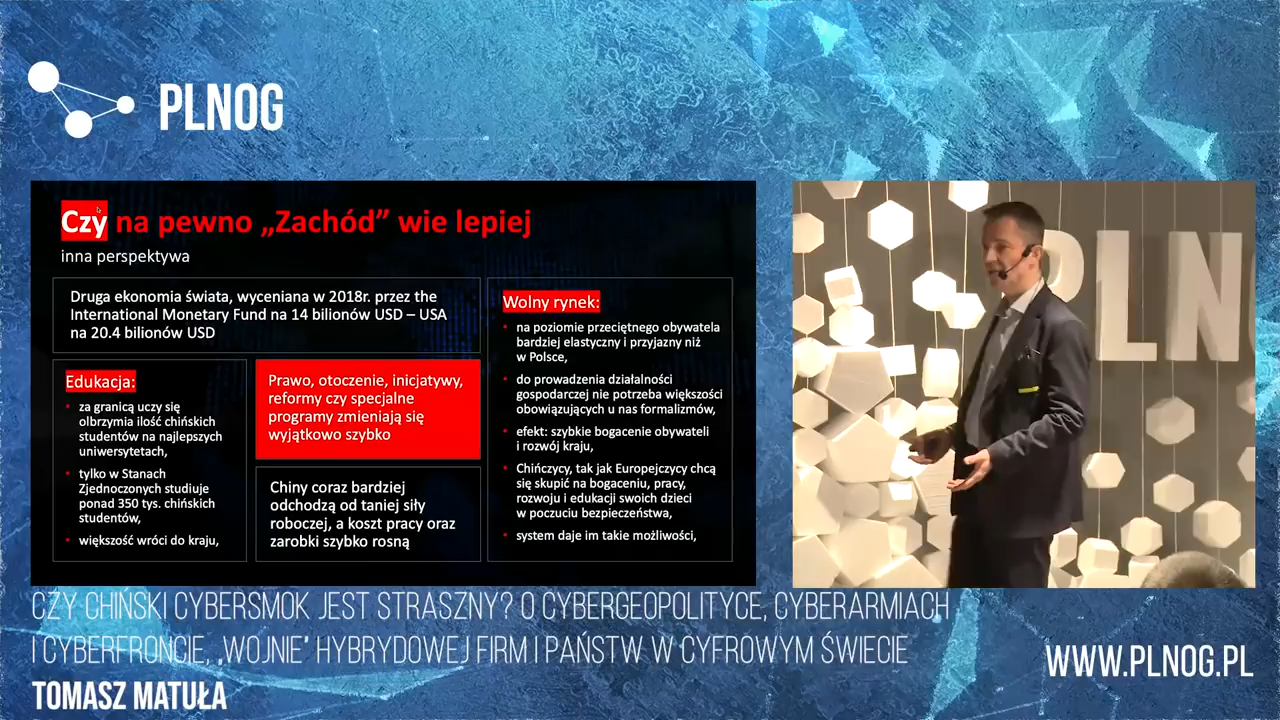 PLNOG
Czy na pewno „Zachód” wie lepiej
inna perspektywa
Druga ekonomia świata, wyceniana w 2018r. przez the
International Monetary Fund na 14 bilionów USD – USA
na 20.4 bilionów USD
Edukacja:
• za granicą uczy się
olbrzymia ilość chińskich
studentów na najlepszych
uniwersytetach,
• tylko w Stanach
Zjednoczonych studiuje
ponad 350 tys. chińskich
studentów,
• większość wróci do kraju,
Prawo, otoczenie, inicjatywy,
reformy czy specjalne
programy zmieniają się
wyjątkowo szybko
Chiny coraz bardziej
odchodzą od taniej siły
roboczej, a koszt pracy oraz
zarobki szybko rosną
Wolny rynek:
• na poziomie przeciętnego obywatela
bardziej elastyczny i przyjazny niż
w Polsce,
• do prowadzenia działalności
gospodarczej nie potrzeba większości
obowiązujących u nas formalizmów,
• efekt: szybkie bogacenie obywateli
i rozwój kraju,
• Chińczycy, tak jak Europejczycy chcą
się skupić na bogaceniu, pracy,
rozwoju i edukacji swoich dzieci
w poczuciu bezpieczeństwa,
• system daje im takie możliwości,
PLN
CZY CHIŃSKI CYBERSMOK JEST STRASZNY? O CYBERGEOPOLITYCE, CYBERARMIACH
I CYBERFRONCIE, „WOJNIE” HYBRYDOWEJ FIRM I PAŃSTW W CYFROWYM ŚWIECIE
TOMASZ MATUŁA
WWW.PLNOG.PL